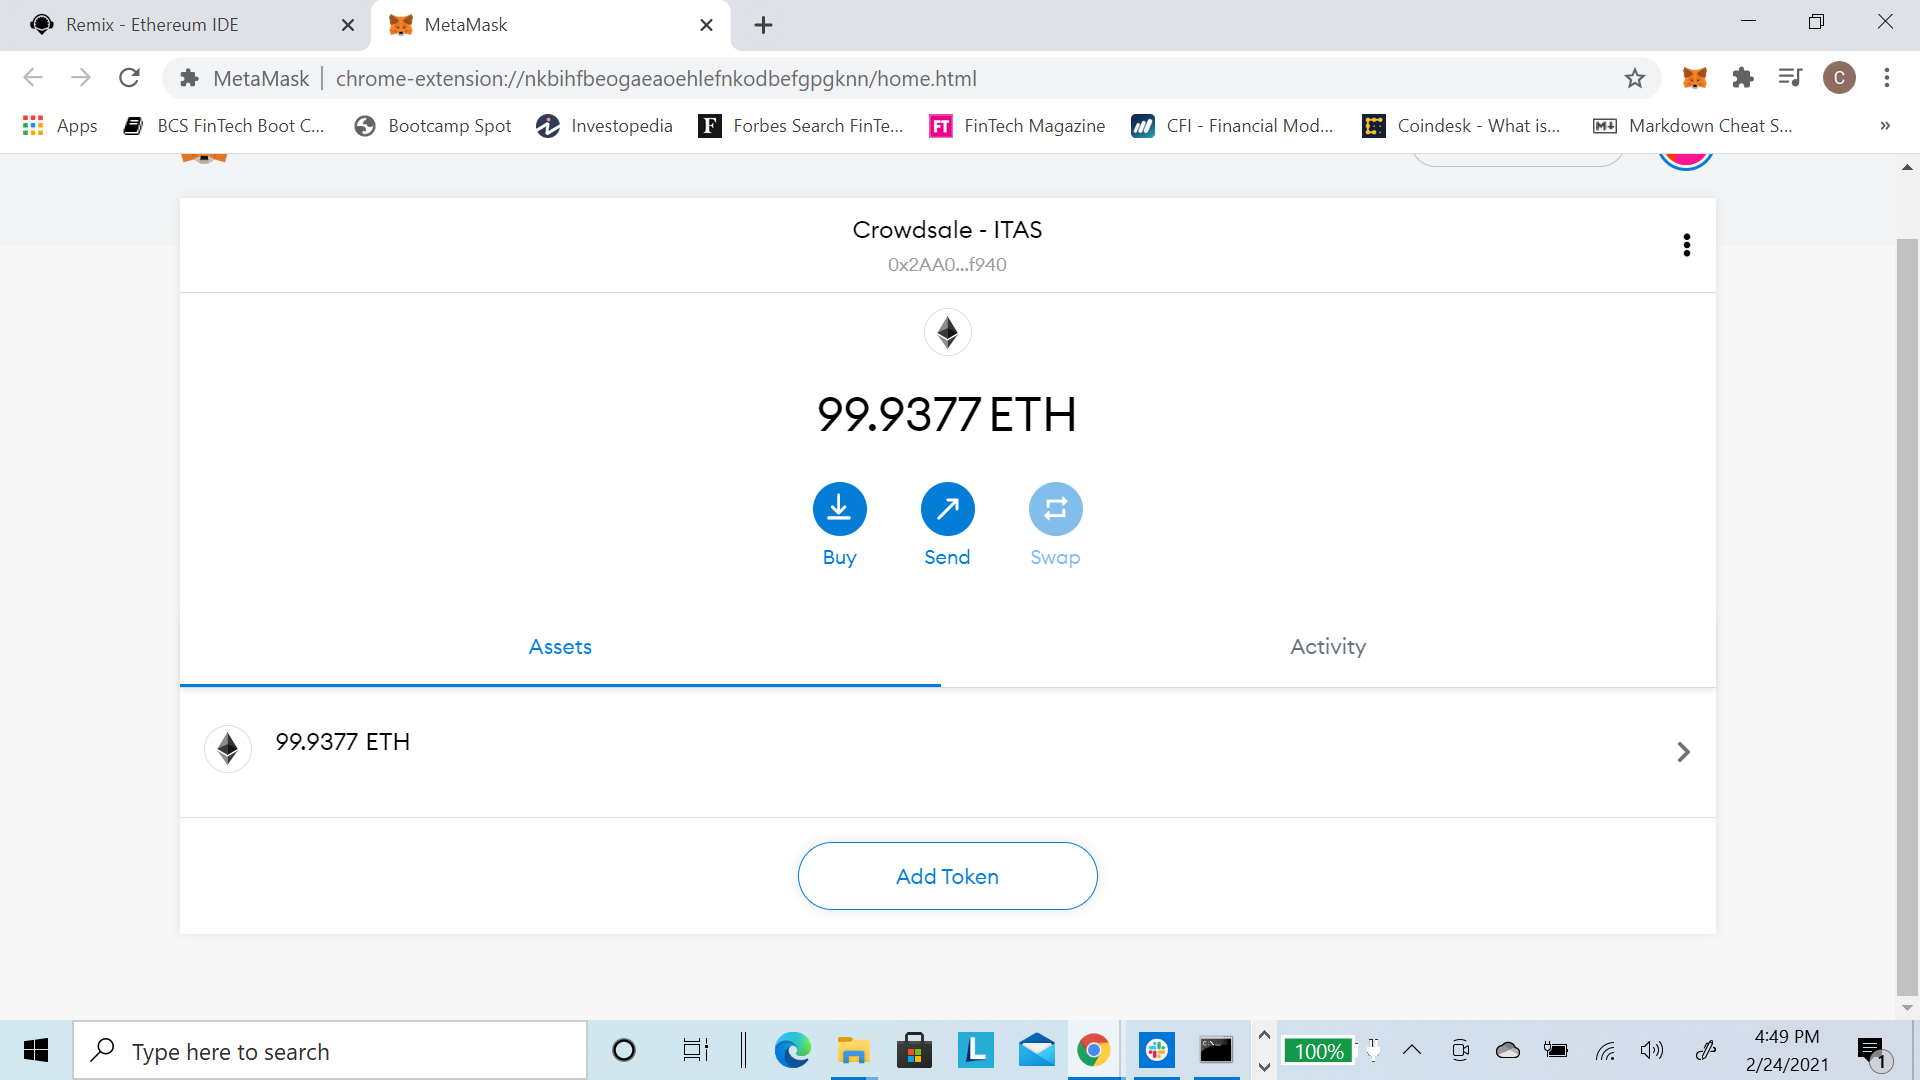 Remix - Ethereum IDE
MetaMask
MetaMask | chrome-extension://nkbihfbeogaeaoehlefnkodbefgpgknn/home.html
C
Apps
BCS FinTech Boot C...
Bootcamp Spot
Investopedia
F
Forbes Search FinTe...
FT
FinTech Magazine
CFI - Financial Mod...
Coindesk - What is...
Markdown Cheat S...
»
Crowdsale - ITAS
0x2AA0...f940
99.9377 ETH
Buy
Send
Swap
Assets
Activity
99.9377 ETH
Add Token
Type here to search
L
100%
4:49 PM
2/24/2021
1